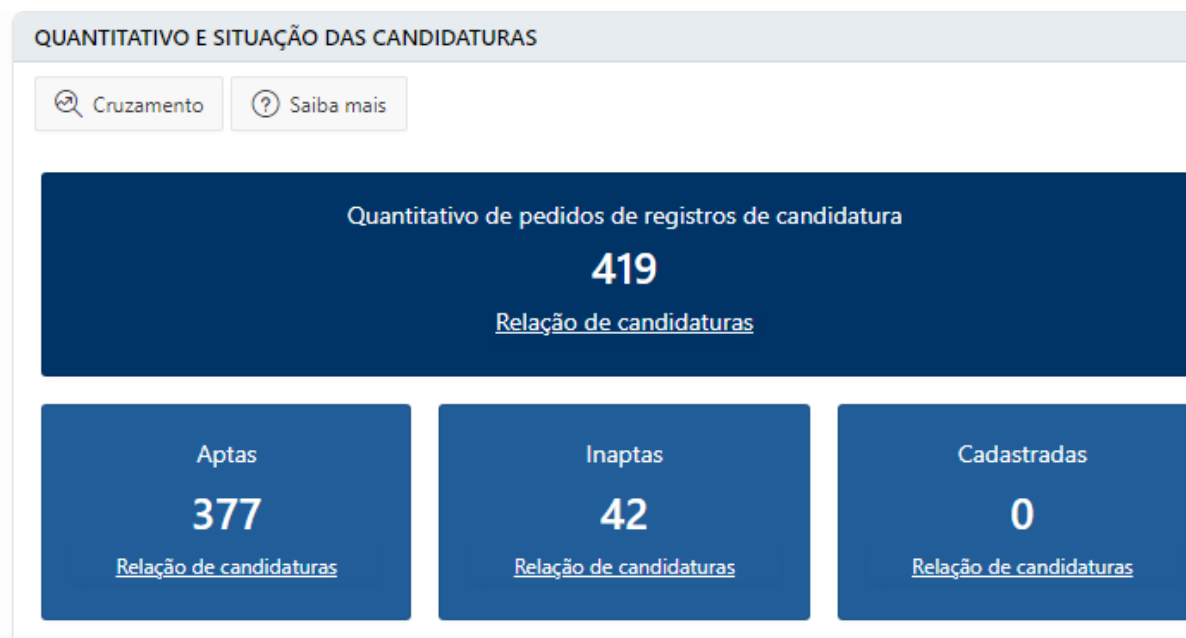 QUANTITATIVO E SITUAÇÃO DAS CANDIDATURAS
Cruzamento
Saiba mais
Quantitativo de pedidos de registros de candidatura
419
Relação de candidaturas
Aptas
377
Relação de candidaturas
Inaptas
42
Relação de candidaturas
Cadastradas
0
Relação de candidaturas